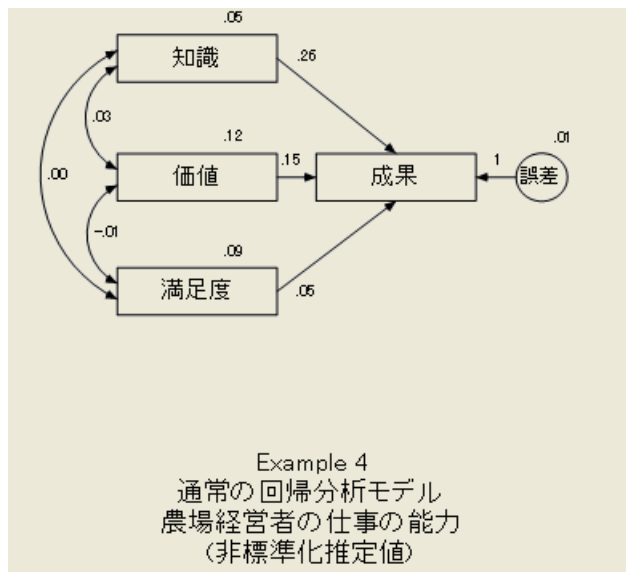 .05
知識
.26
.03
.12
.01
.00
価値
.15
成果
1
誤差
-.01
.09
満足度
.05
Example 4
通常の回帰分析モデル
農場経営者の仕事の能力
(非標準化推定値)